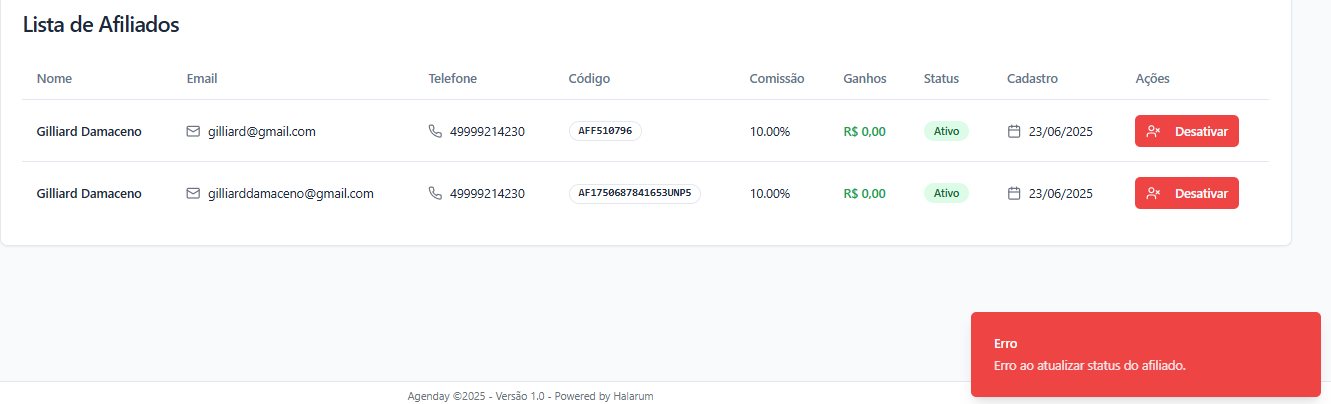 Lista de Afiliados
Nome Email Telefone Código Comissão Ganhos Status Cadastro Ações
Gilliard Damaceno gilliard@gmail.com 49999214230 AFF510796 10.00% R$ 0,00 Ativo 23/06/2025 Desativar
Gilliard Damaceno gilliarddamaceno@gmail.com 49999214230 AF1750687841653UNP5 10.00% R$ 0,00 Ativo 23/06/2025 Desativar
Erro
Erro ao atualizar status do afiliado.
Agenday ©2025 - Versão 1.0 - Powered by Halarum